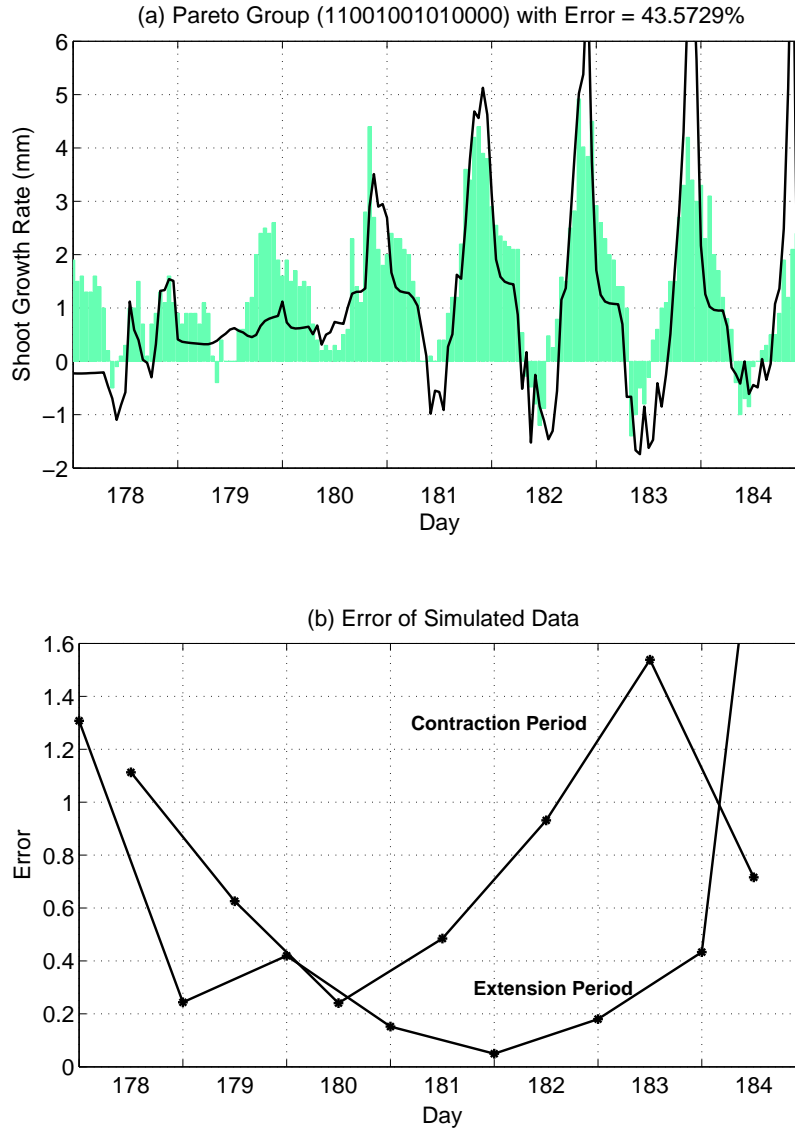 (a) Pareto Group (11001001010000) with Error = 43.5729%
6
5
4
3
2
1
0
−1
−2
Shoot Growth Rate (mm)
178 179 180 181 182 183 184
Day
(b) Error of Simulated Data
1.6
1.4
1.2
1
0.8
0.6
0.4
0.2
0
Error
Contraction Period
Extension Period
178 179 180 181 182 183 184
Day